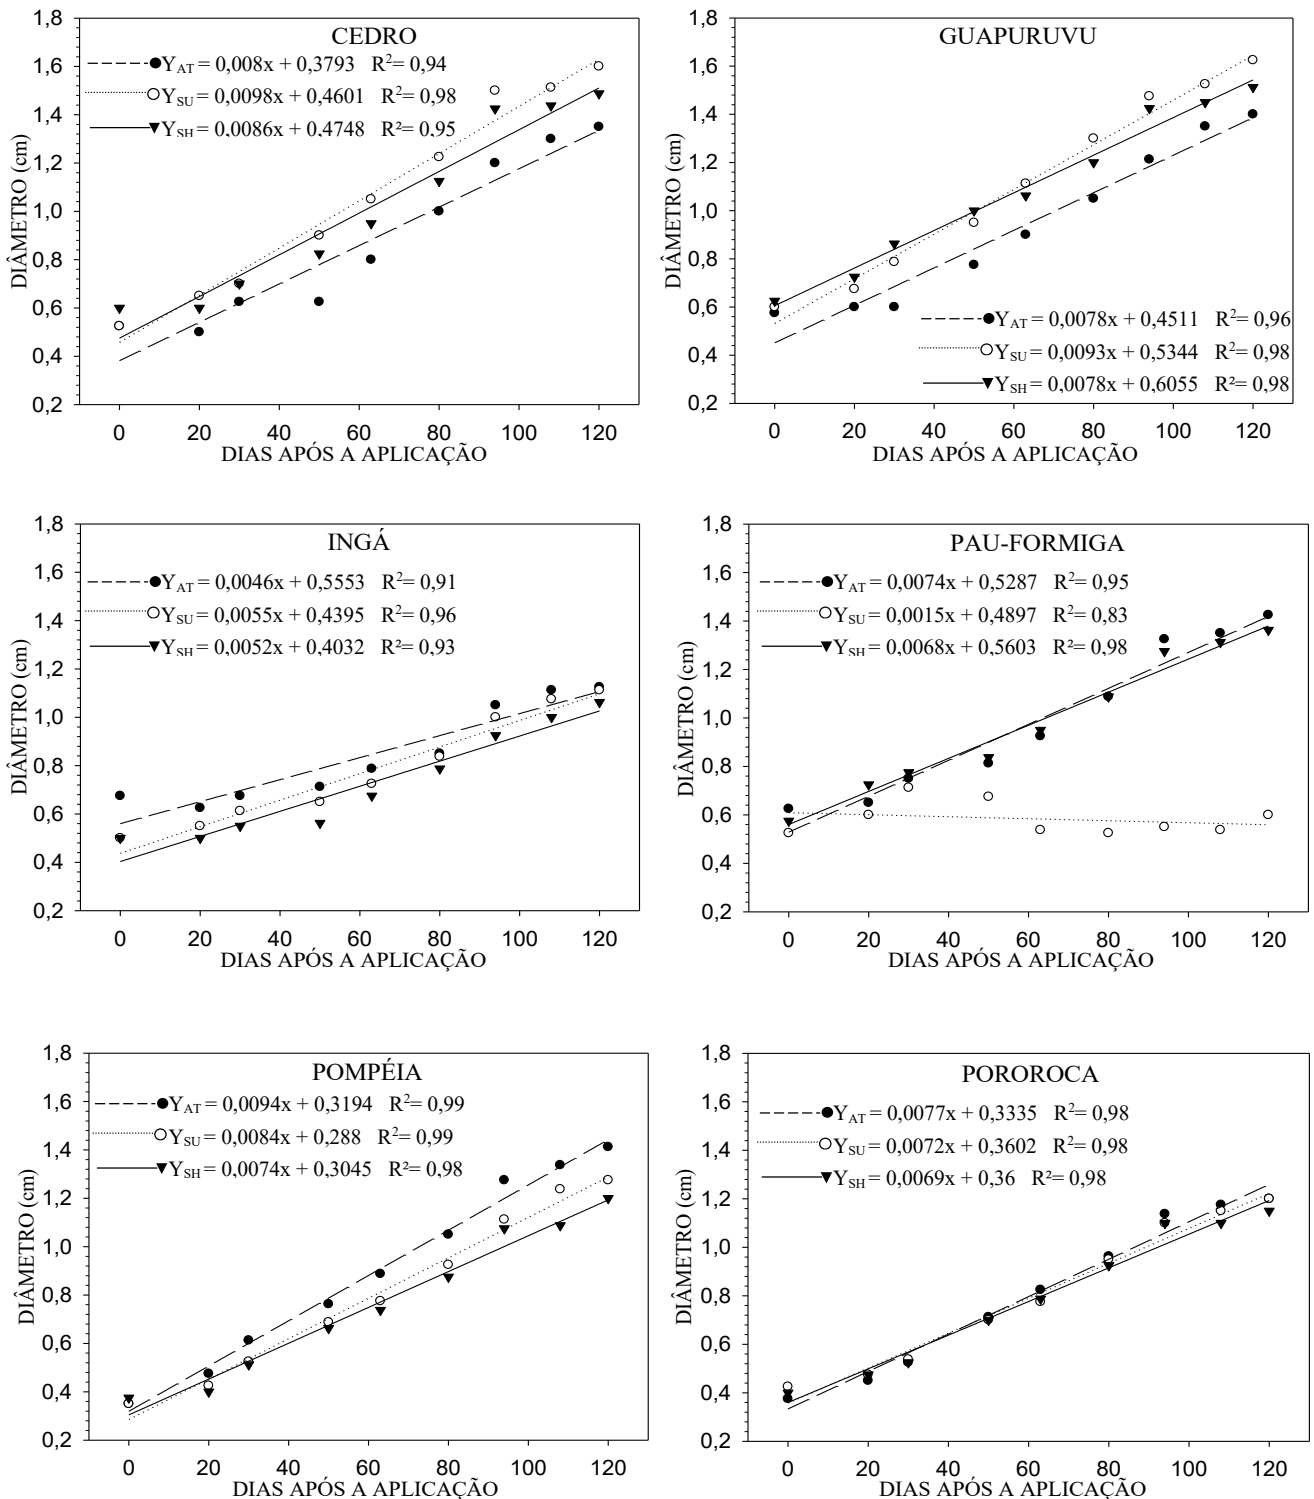 CEDRO
Y_AT = 0,008x + 0,3793 R²= 0,94
Y_SU = 0,0098x + 0,4601 R²= 0,98
Y_SH = 0,0086x + 0,4748 R²= 0,95
DIÂMETRO (cm)
1,8
1,6
1,4
1,2
1,0
0,8
0,6
0,4
0,2
0 20 40 60 80 100 120
DIAS APÓS A APLICAÇÃO
GUAPURUVU
Y_AT = 0,0078x + 0,4511 R²= 0,96
Y_SU = 0,0093x + 0,5344 R²= 0,98
Y_SH = 0,0078x + 0,6055 R²= 0,98
DIÂMETRO (cm)
1,8
1,6
1,4
1,2
1,0
0,8
0,6
0,4
0,2
0 20 40 60 80 100 120
DIAS APÓS A APLICAÇÃO
INGÁ
Y_AT = 0,0046x + 0,5553 R²= 0,91
Y_SU = 0,0055x + 0,4395 R²= 0,96
Y_SH = 0,0052x + 0,4032 R²= 0,93
DIÂMETRO (cm)
1,8
1,6
1,4
1,2
1,0
0,8
0,6
0,4
0,2
0 20 40 60 80 100 120
DIAS APÓS A APLICAÇÃO
PAU-FORMIGA
Y_AT = 0,0074x + 0,5287 R²= 0,95
Y_SU = 0,0015x + 0,4897 R²= 0,83
Y_SH = 0,0068x + 0,5603 R²= 0,98
DIÂMETRO (cm)
1,8
1,6
1,4
1,2
1,0
0,8
0,6
0,4
0,2
0 20 40 60 80 100 120
DIAS APÓS A APLICAÇÃO
POMPÉIA
Y_AT = 0,0094x + 0,3194 R²= 0,99
Y_SU = 0,0084x + 0,288 R²= 0,99
Y_SH = 0,0074x + 0,3045 R²= 0,98
DIÂMETRO (cm)
1,8
1,6
1,4
1,2
1,0
0,8
0,6
0,4
0,2
0 20 40 60 80 100 120
DIAS APÓS A APLICAÇÃO
POROROCA
Y_AT = 0,0077x + 0,3335 R²= 0,98
Y_SU = 0,0072x + 0,3602 R²= 0,98
Y_SH = 0,0069x + 0,36 R²= 0,98
DIÂMETRO (cm)
1,8
1,6
1,4
1,2
1,0
0,8
0,6
0,4
0,2
0 20 40 60 80 100 120
DIAS APÓS A APLICAÇÃO